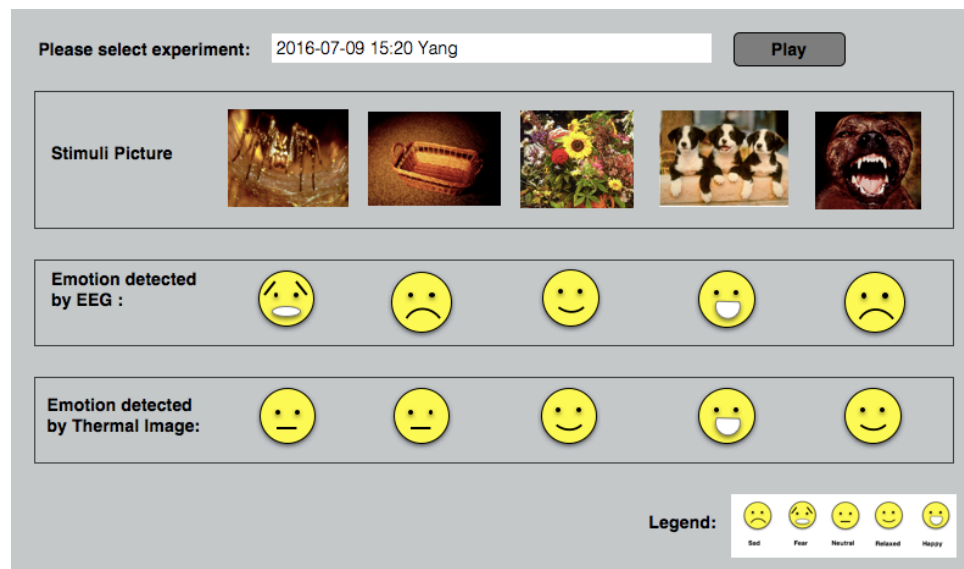 Please select experiment: 2016-07-09 15:20 Yang Play
Stimuli Picture
Emotion detected
by EEG :
Emotion detected
by Thermal Image:
Legend:
Sad Fear Neutral Relaxed Happy